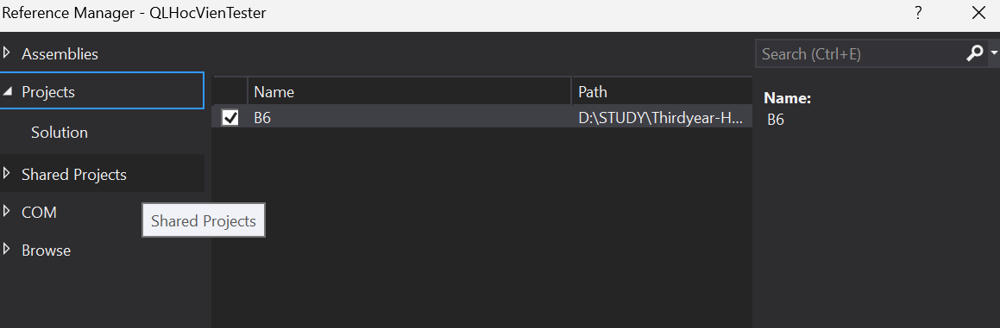 Reference Manager - QLHocVienTester
?
Assemblies
Search (Ctrl+E)
Projects
Name
Path
Name:
B6
D:\STUDY\Thirdyear-H...
B6
Solution
Shared Projects
COM
Shared Projects
Browse